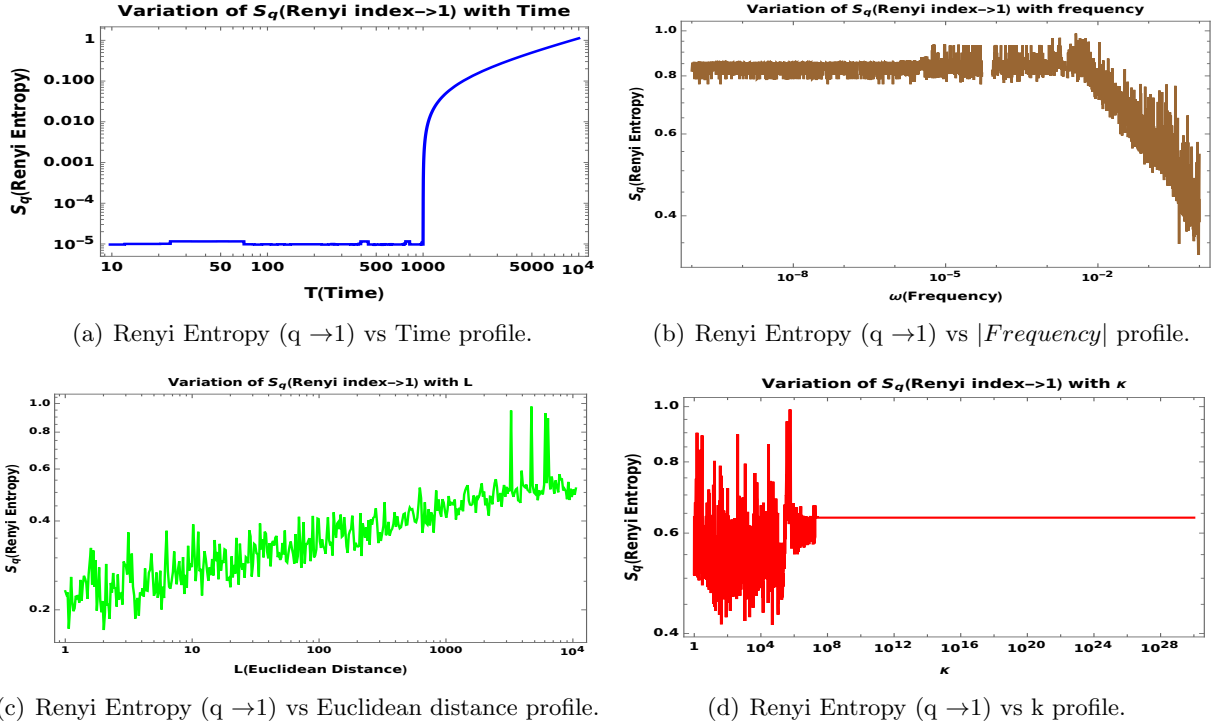 Variation of S_q(Renyi index->1) with Time
S_q(Renyi Entropy)
1
0.100
0.010
0.001
10^-4
10^-5
10 50 100 500 1000 5000 10^4
T(Time)
(a) Renyi Entropy (q →1) vs Time profile.
Variation of S_q(Renyi index->1) with frequency
S_q(Renyi Entropy)
1.0
0.8
0.6
0.4
10^-8 10^-5 10^-2
ω(Frequency)
(b) Renyi Entropy (q →1) vs |Frequency| profile.
Variation of S_q(Renyi index->1) with L
S_q(Renyi Entropy)
1.0
0.8
0.6
0.4
0.2
1 10 100 1000 10^4
L(Euclidean Distance)
(c) Renyi Entropy (q →1) vs Euclidean distance profile.
Variation of S_q(Renyi index->1) with κ
S_q(Renyi Entropy)
1.0
0.8
0.6
0.4
1 10^4 10^8 10^12 10^16 10^20 10^24 10^28
κ
(d) Renyi Entropy (q →1) vs k profile.